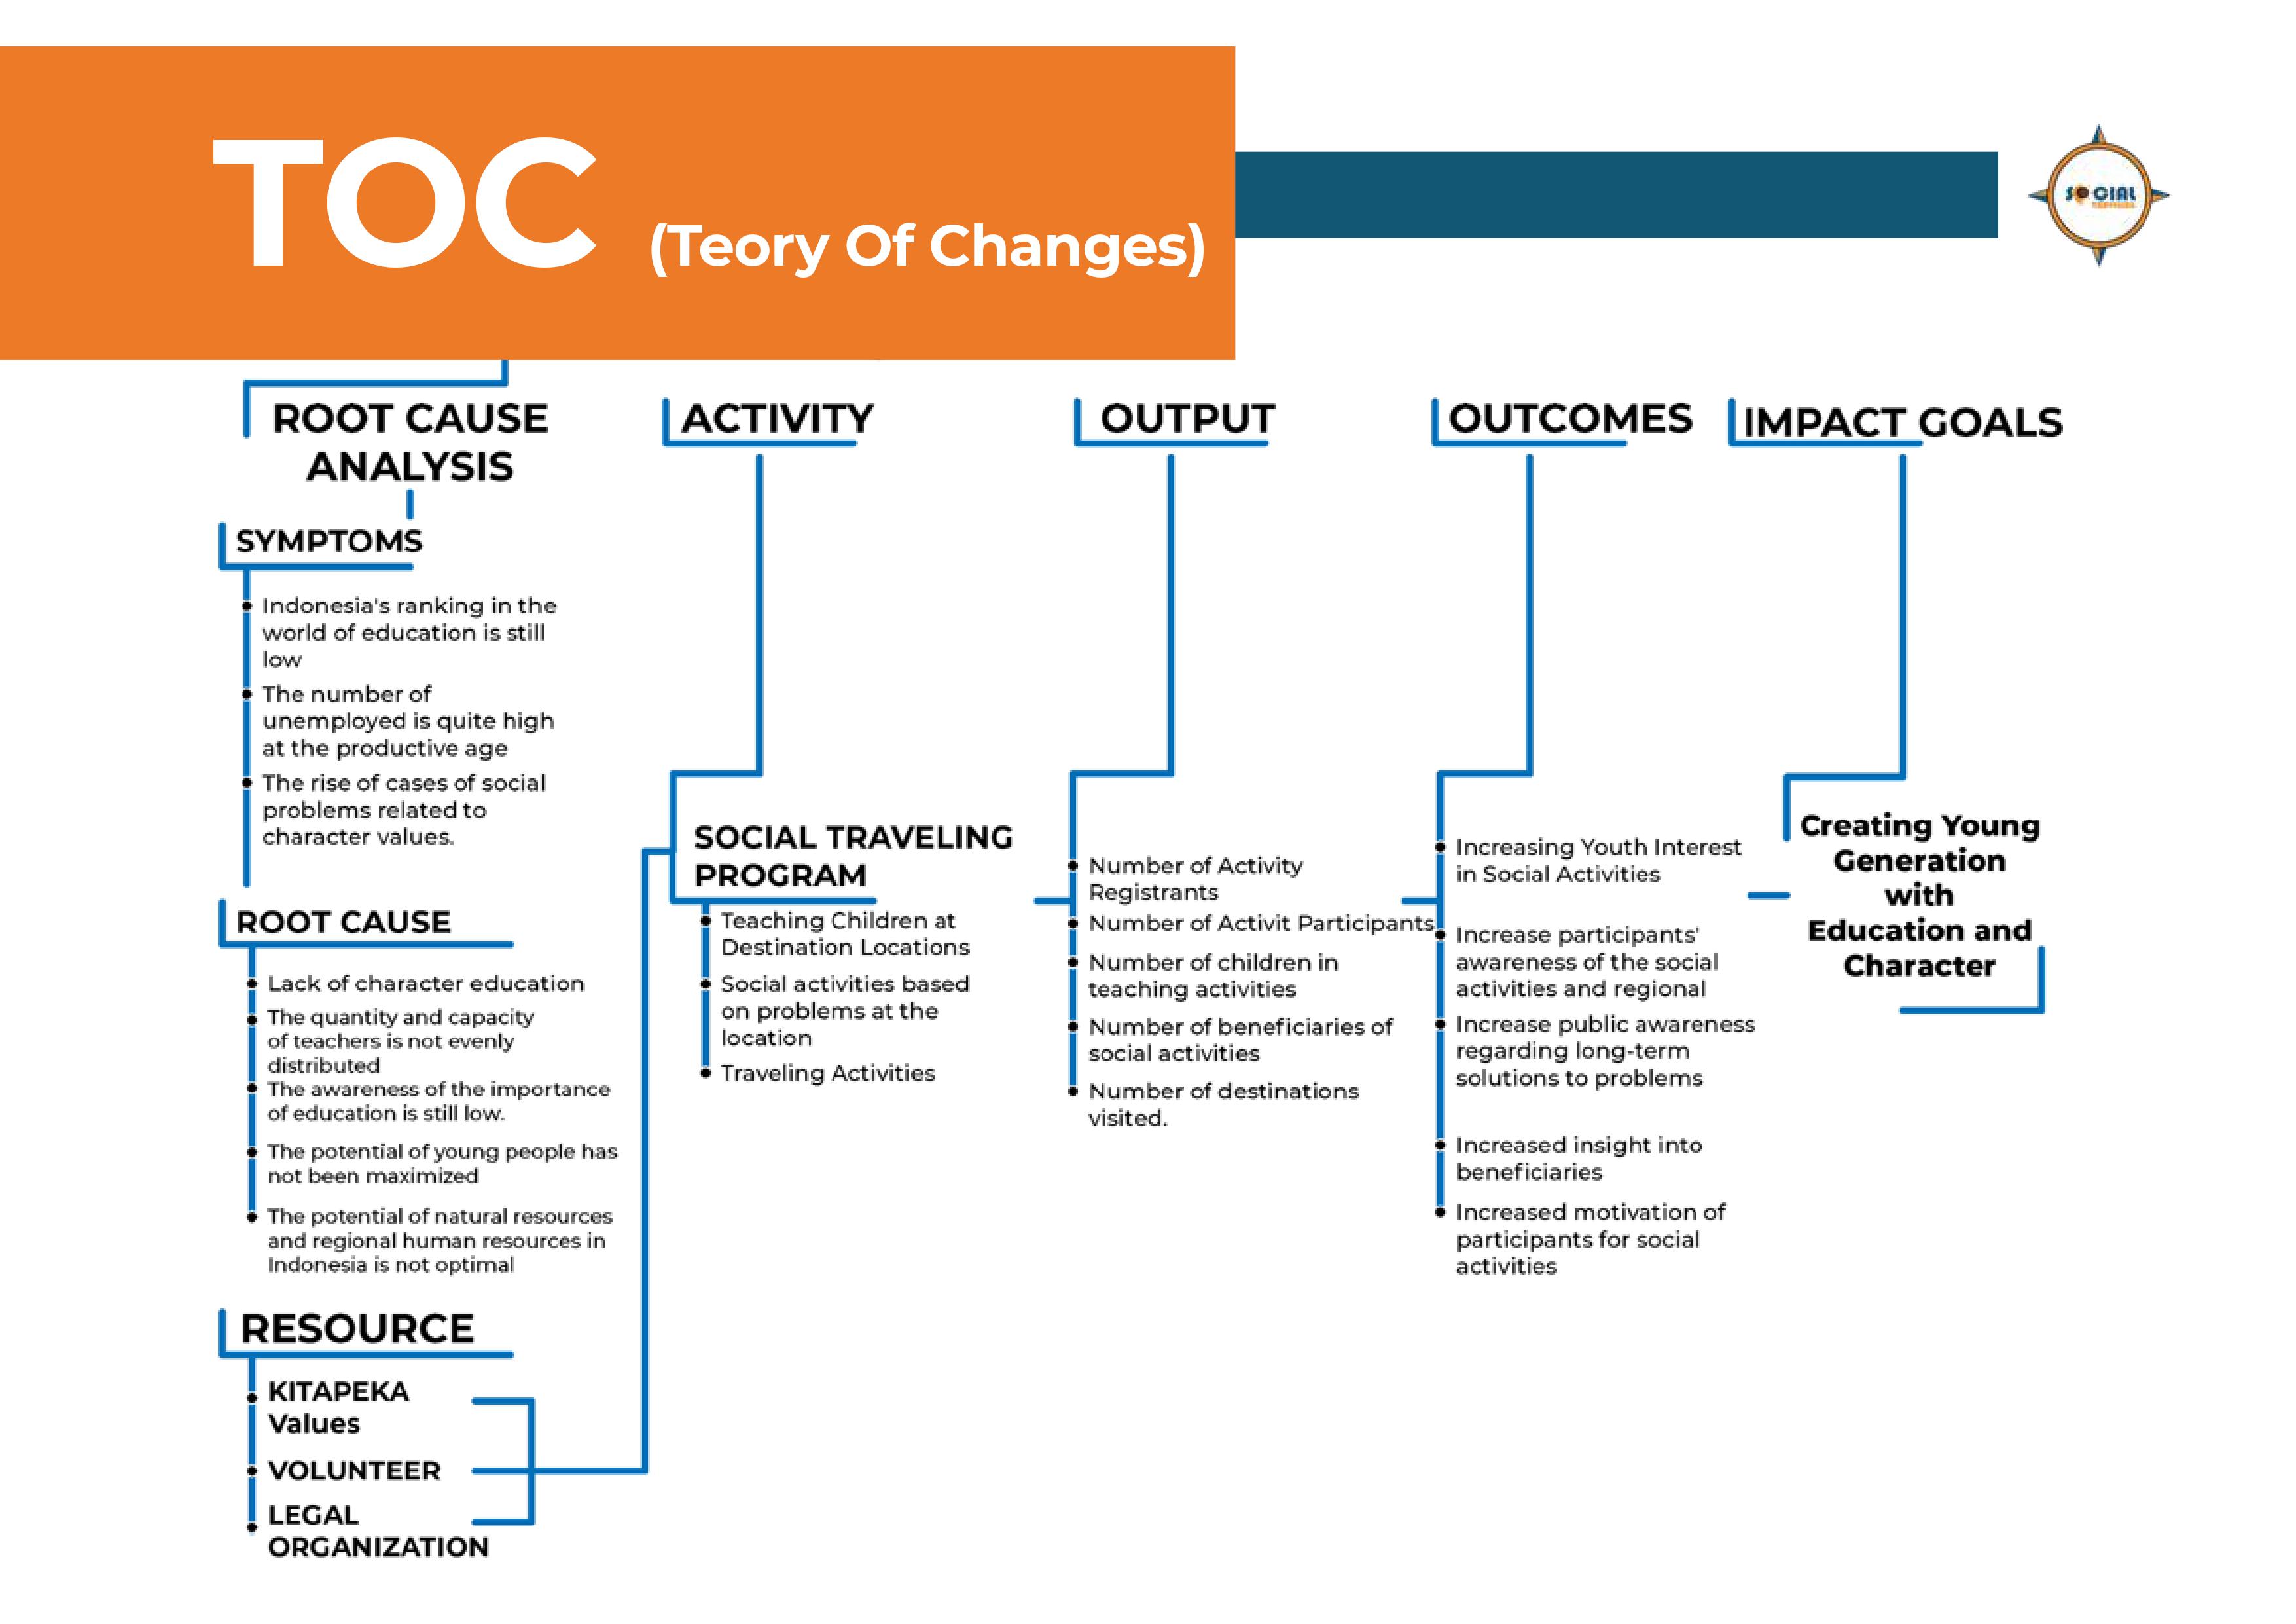 TOC (Teory Of Changes)
SOCIAL
ROOT CAUSE
ANALYSIS
SYMPTOMS
Indonesia's ranking in the
world of education is still
low
The number of
unemployed is quite high
at the productive age
The rise of cases of social
problems related to
character values.
ROOT CAUSE
Lack of character education
The quantity and capacity
of teachers is not evenly
distributed
The awareness of the importance
of education is still low.
The potential of young people has
not been maximized
The potential of natural resources
and regional human resources in
Indonesia is not optimal
RESOURCE
KITAPEKA
Values
VOLUNTEER
LEGAL
ORGANIZATION
ACTIVITY
SOCIAL TRAVELING
PROGRAM
Teaching Children at
Destination Locations
Social activities based
on problems at the
location
Traveling Activities
OUTPUT
Number of Activity
Registrants
Number of Activit Participants
Number of children in
teaching activities
Number of beneficiaries of
social activities
Number of destinations
visited.
OUTCOMES
Increasing Youth Interest
in Social Activities
Increase participants'
awareness of the social
activities and regional
Increase public awareness
regarding long-term
solutions to problems
Increased insight into
beneficiaries
Increased motivation of
participants for social
activities
IMPACT GOALS
Creating Young
Generation
with
Education and
Character